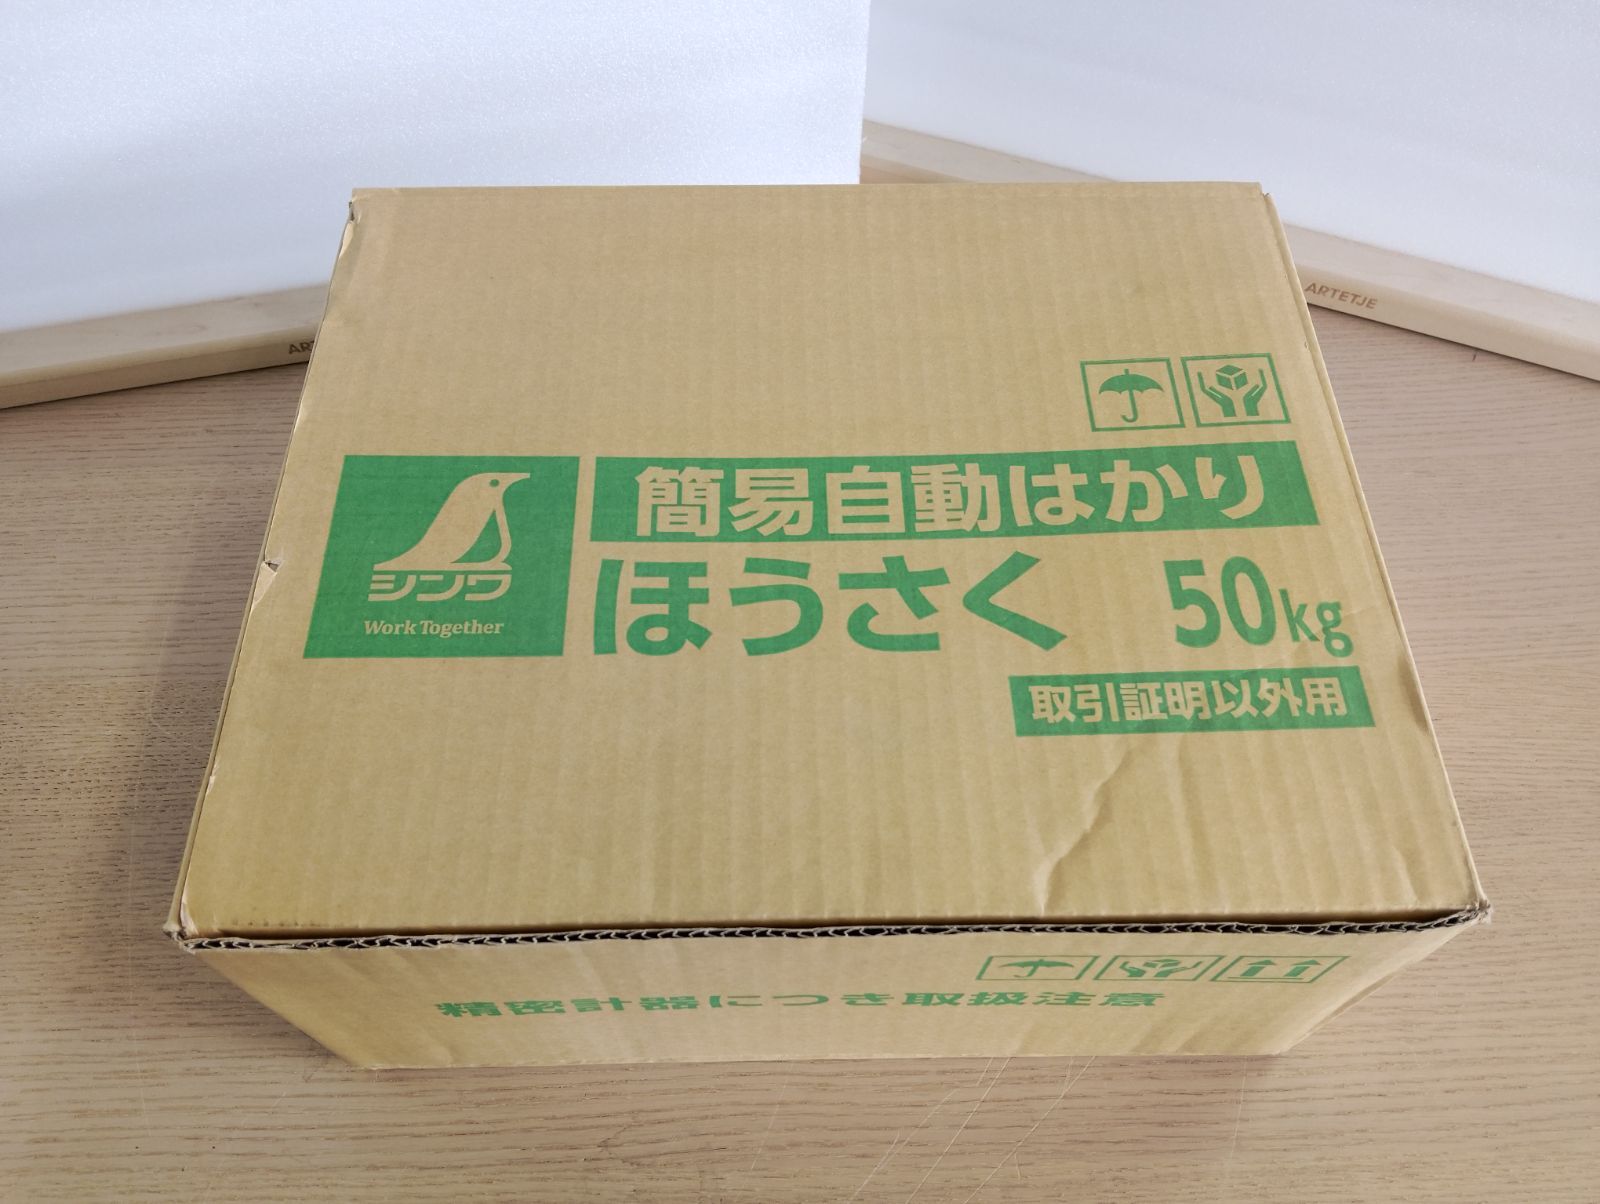 ARTETJE
AR
簡易自動はかり
シンワ
Work Together
ほうさく 50kg
取引証明以外用
精密計器につき取扱注意